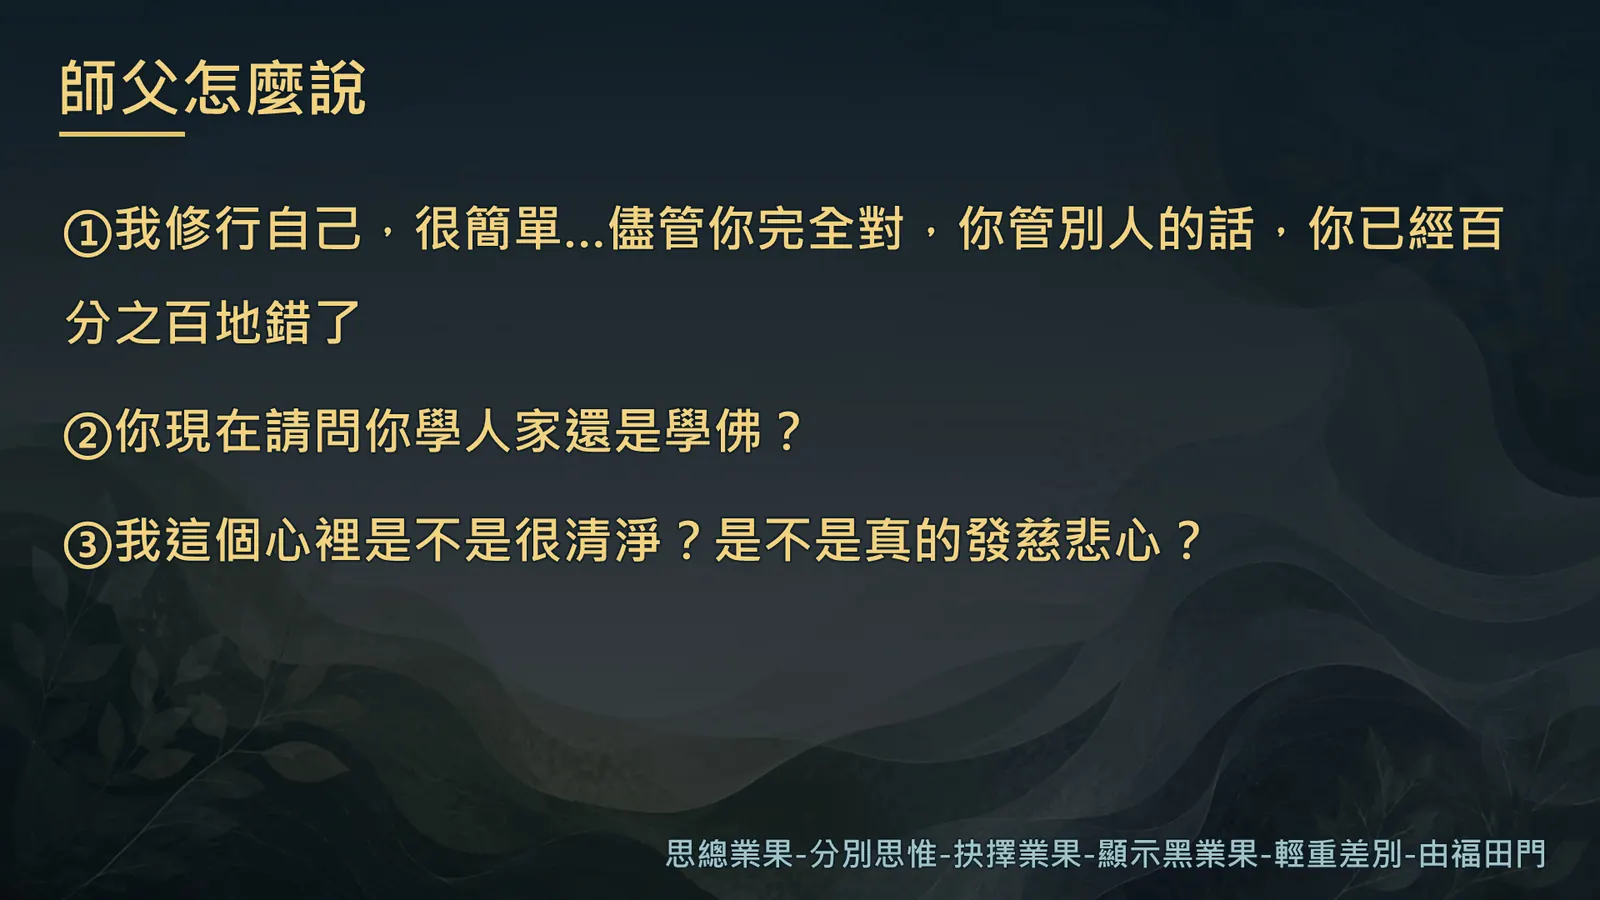 師父怎麼說
①我修行自己，很簡單...儘管你完全對，你管別人的話，你已經百
分之百地錯了
②你現在請問你學人家還是學佛？
③我這個心裡是不是很清淨？是不是真的發慈悲心？
思總業果-分別思惟-抉擇業果-顯示黑業果-輕重差別-由福田門